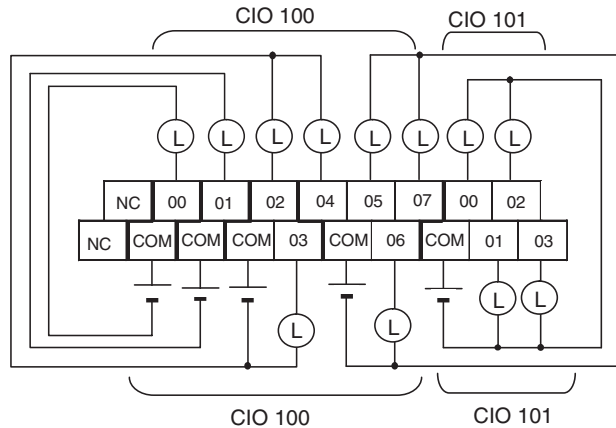 CIO 100 CIO 101
L L L L L L L L
NC 00 01 02 04 05 07 00 02
NC COM COM COM 03 COM 06 COM 01 03
L L L L
CIO 100 CIO 101